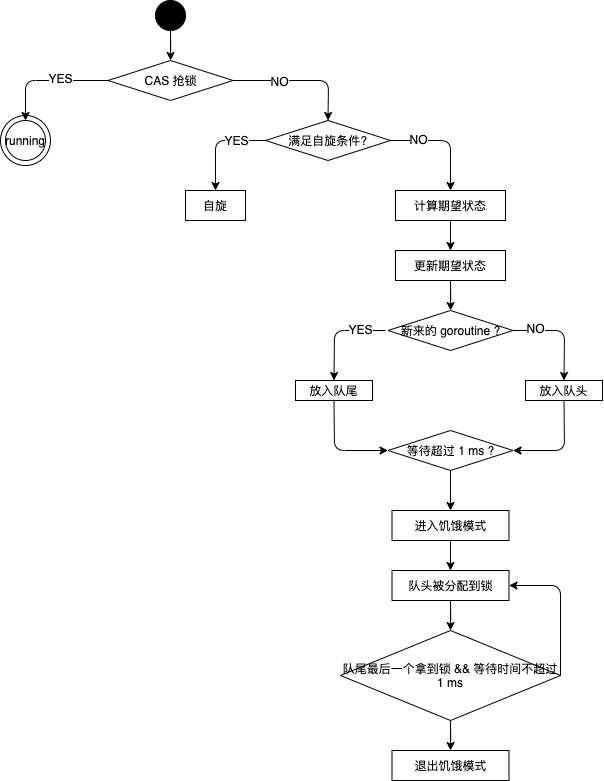 CAS 抢锁
YES
NO
running
满足自旋条件?
YES
NO
自旋
计算期望状态
更新期望状态
新来的 goroutine ?
YES
NO
放入队尾
放入队头
等待超过 1 ms ?
进入饥饿模式
队头被分配到锁
队尾最后一个拿到锁 && 等待时间不超过
1 ms
退出饥饿模式